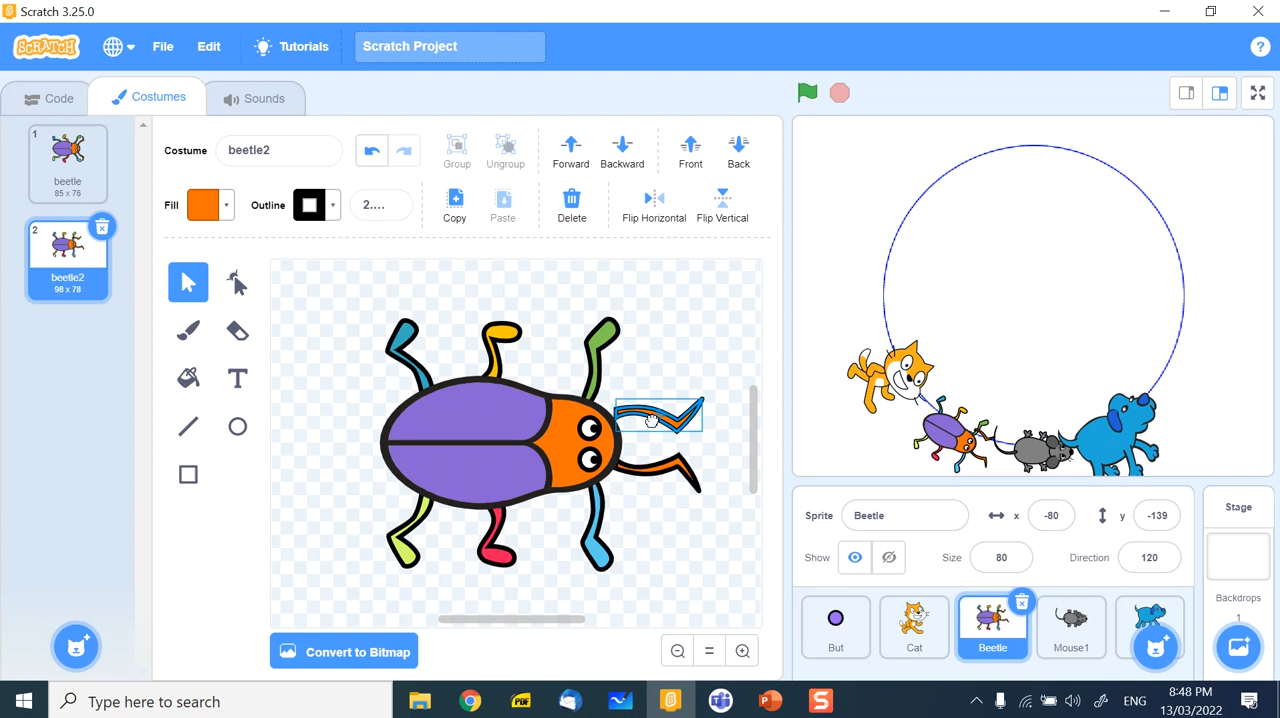 Scratch 3.25.0
SCRATCH File Edit Tutorials Scratch Project ?
Code Costumes Sounds
1
beetle
85 x 76
2
beetle2
98 x 78
Costume beetle2 Group Ungroup Forward Backward Front Back
Fill Outline 2.... Copy Paste Delete Flip Horizontal Flip Vertical
T
Convert to Bitmap
Sprite Beetle x -80 y -139
Show Size 80 Direction 120
But Cat Beetle Mouse1
Stage
Backdrops
1
Type here to search
PDF
ENG
8:48 PM
13/03/2022